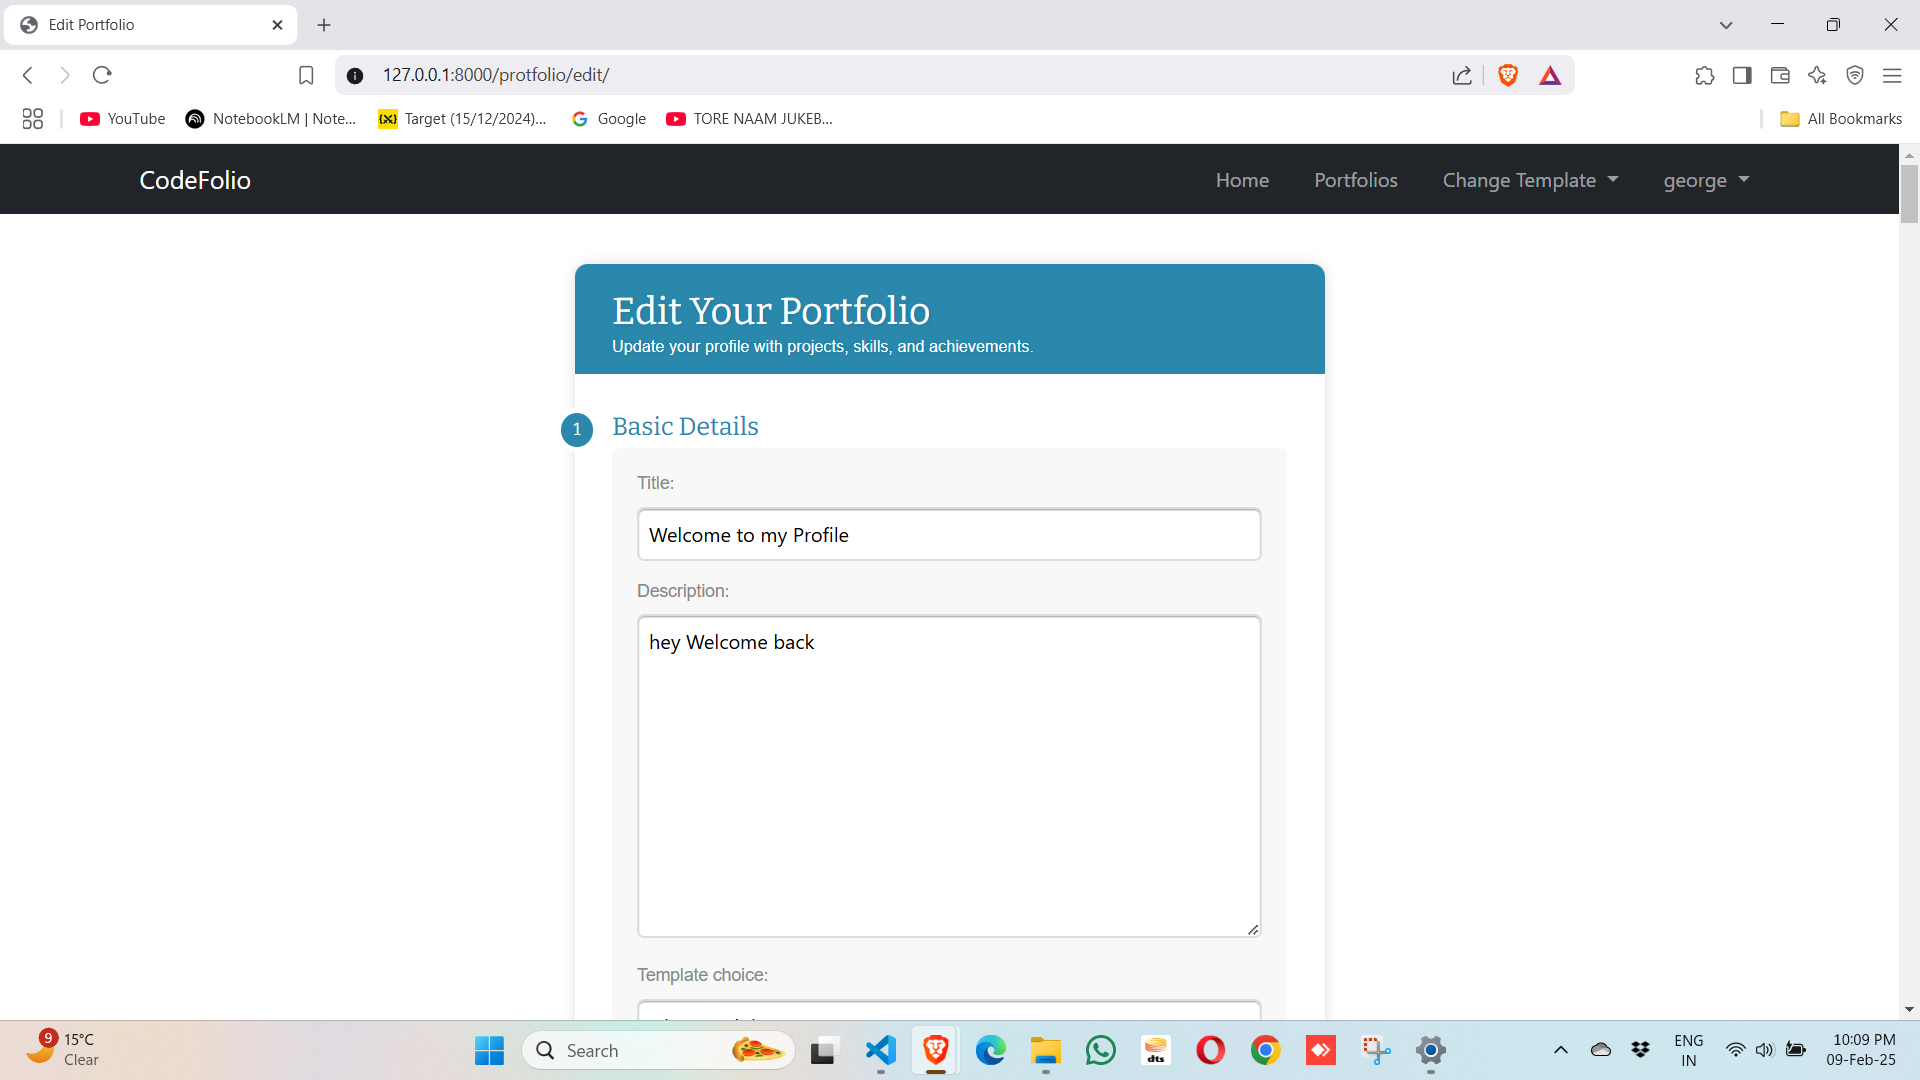 Edit Portfolio
127.0.0.1:8000/protfolio/edit/
YouTube
NotebookLM | Note...
Target (15/12/2024)...
Google
TORE NAAM JUKEB...
All Bookmarks
CodeFolio
Home
Portfolios
Change Template
george
Edit Your Portfolio
Update your profile with projects, skills, and achievements.
1
Basic Details
Title:
Welcome to my Profile
Description:
hey Welcome back
Template choice:
9
15°C
Clear
Search
dts
ENG
IN
10:09 PM
09-Feb-25